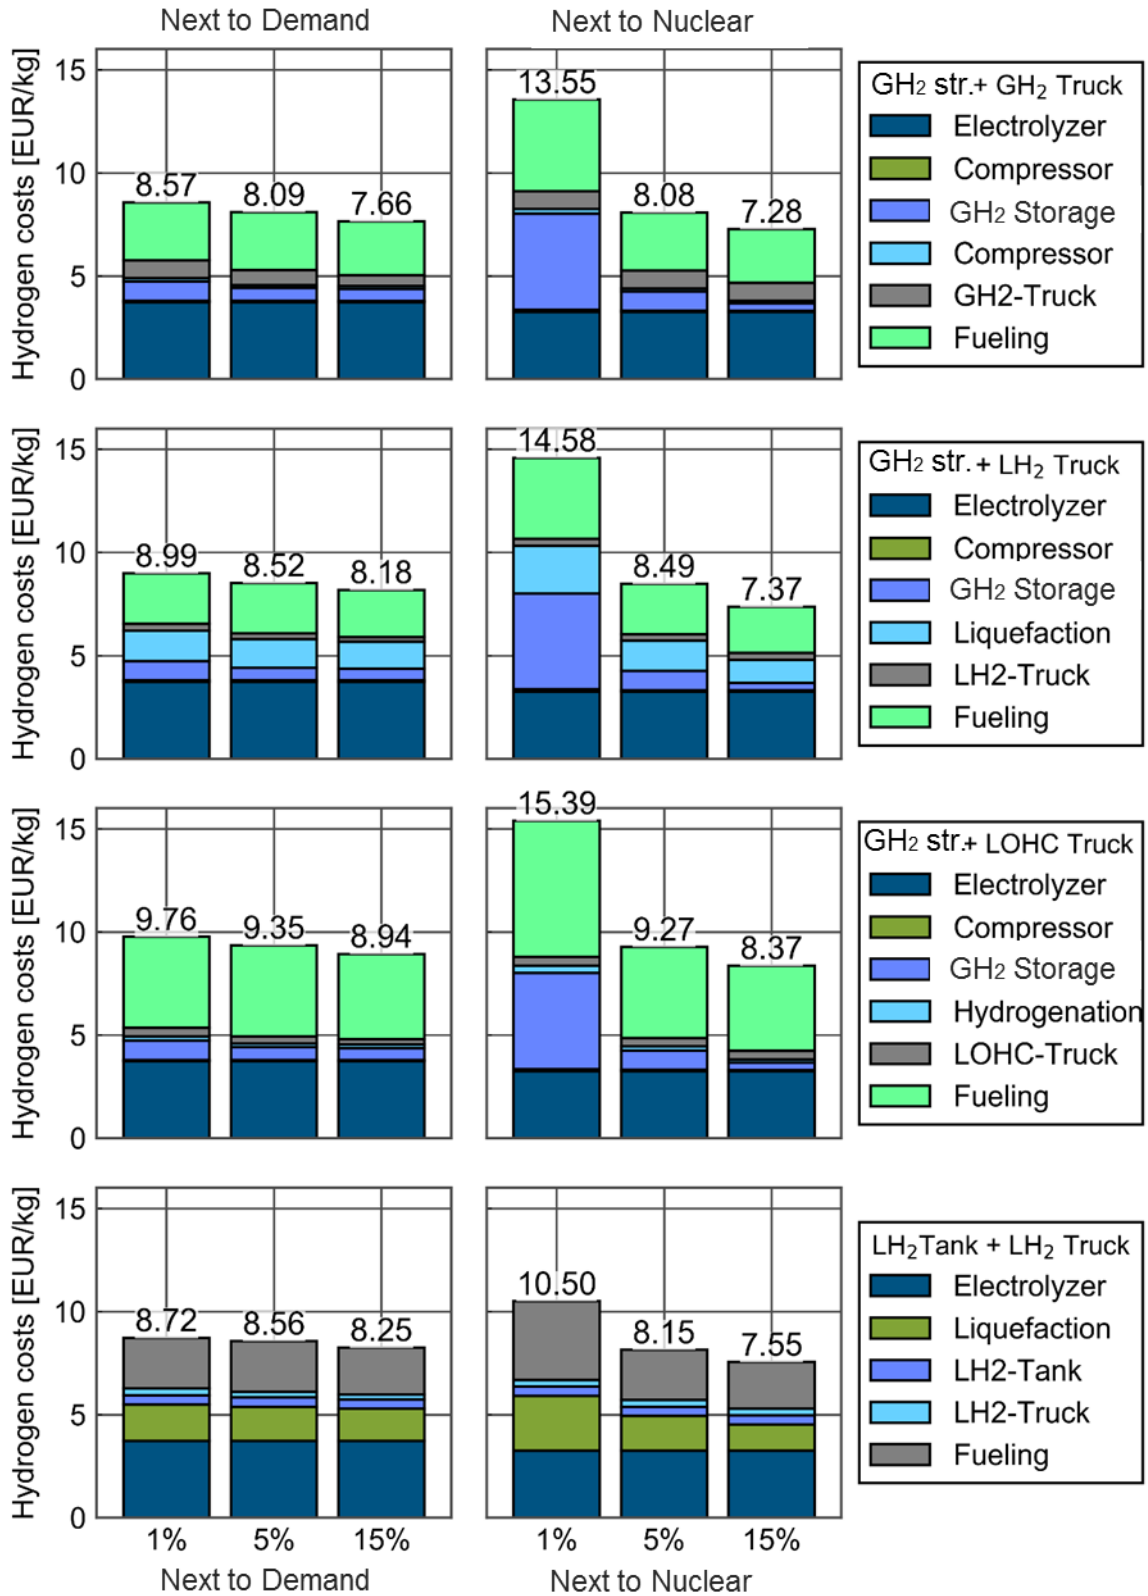 Next to Demand
Next to Nuclear
Hydrogen costs [EUR/kg]
15
10
5
0
8.57
8.09
7.66
13.55
8.08
7.28
GH2 str.+ GH2 Truck
Electrolyzer
Compressor
GH2 Storage
Compressor
GH2-Truck
Fueling
Hydrogen costs [EUR/kg]
15
10
5
0
8.99
8.52
8.18
14.58
8.49
7.37
GH2 str. + LH2 Truck
Electrolyzer
Compressor
GH2 Storage
Liquefaction
LH2-Truck
Fueling
Hydrogen costs [EUR/kg]
15
10
5
0
9.76
9.35
8.94
15.39
9.27
8.37
GH2 str.+ LOHC Truck
Electrolyzer
Compressor
GH2 Storage
Hydrogenation
LOHC-Truck
Fueling
Hydrogen costs [EUR/kg]
15
10
5
0
8.72
8.56
8.25
10.50
8.15
7.55
LH2Tank + LH2 Truck
Electrolyzer
Liquefaction
LH2-Tank
LH2-Truck
Fueling
1% 5% 15%
1% 5% 15%
Next to Demand
Next to Nuclear